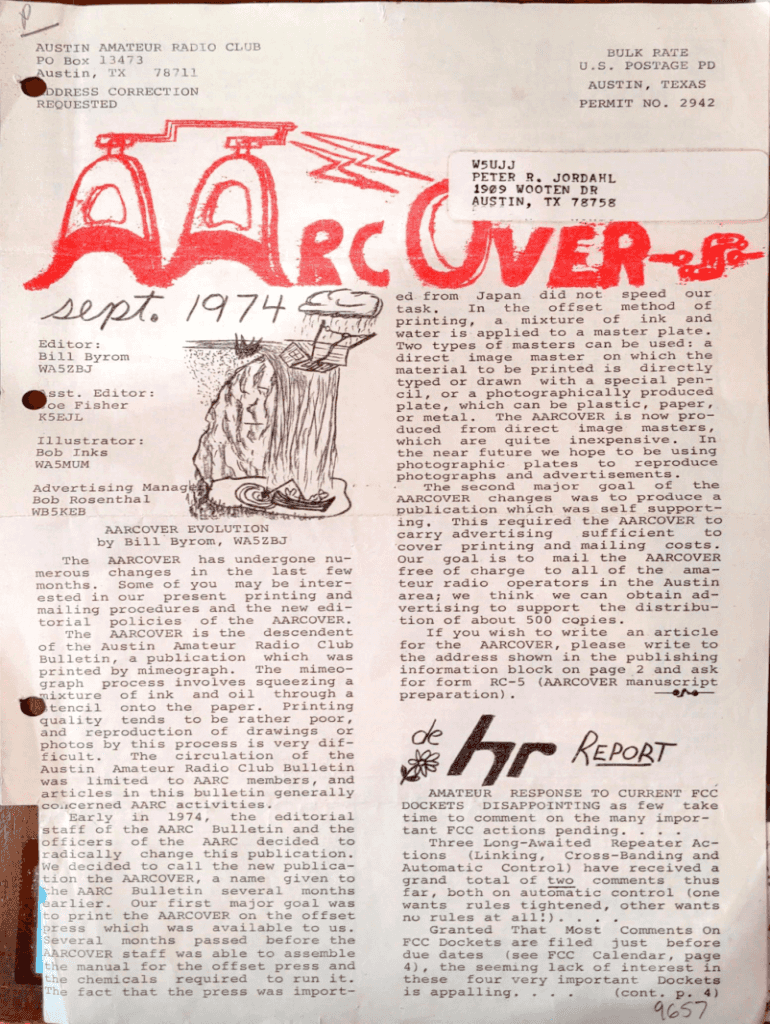 P
AUSTIN AMATEUR RADIO CLUB
PO Box 13473
Austin, TX 78711
ADDRESS CORRECTION
REQUESTED
BULK RATE
U.S. POSTAGE PD
AUSTIN, TEXAS
PERMIT NO. 2942
W5UJJ
PETER R. JORDAHL
1909 WOOTEN DR
AUSTIN, TX 78758
AARCOVER
sept. 1974
Editor:
Bill Byrom
WA5ZBJ
Asst. Editor:
Joe Fisher
K5EJL
Illustrator:
Bob Inks
WA5MUM
Advertising Manager
Bob Rosenthal
WB5KEB
AARCOVER EVOLUTION
by Bill Byrom, WA5ZBJ
The AARCOVER has undergone nu-
merous changes in the last few
months. Some of you may be inter-
ested in our present printing and
mailing procedures and the new edi-
torial policies of the AARCOVER.
The AARCOVER is the descendent
of the Austin Amateur Radio Club
Bulletin, a publication which was
printed by mimeograph. The mimeo-
graph process involves squeezing a
mixture of ink and oil through a
stencil onto the paper. Printing
quality tends to be rather poor,
and reproduction of drawings or
photos by this process is very dif-
ficult. The circulation of the
Austin Amateur Radio Club Bulletin
was limited to AARC members, and
articles in this bulletin generally
concerned AARC activities.
Early in 1974, the editorial
staff of the AARC Bulletin and the
officers of the AARC decided to
radically change this publication.
We decided to call the new publica-
tion the AARCOVER, a name given to
the AARC Bulletin several months
earlier. Our first major goal was
to print the AARCOVER on the offset
press which was available to us.
Several months passed before the
AARCOVER staff was able to assemble
the manual for the offset press and
the chemicals required to run it.
The fact that the press was import-
ed from Japan did not speed our
task. In the offset method of
printing, a mixture of ink and
water is applied to a master plate.
Two types of masters can be used: a
direct image master on which the
material to be printed is directly
typed or drawn with a special pen-
cil, or a photographically produced
plate, which can be plastic, paper,
or metal. The AARCOVER is now pro-
duced from direct image masters,
which are quite inexpensive. In
the near future we hope to be using
photographic plates to reproduce
photographs and advertisements.
The second major goal of the
AARCOVER changes was to produce a
publication which was self support-
ing. This required the AARCOVER to
carry advertising sufficient to
cover printing and mailing costs.
Our goal is to mail the AARCOVER
free of charge to all of the ama-
teur radio operators in the Austin
area; we think we can obtain ad-
vertising to support the distribu-
tion of about 500 copies.
If you wish to write an article
for the AARCOVER, please write to
the address shown in the publishing
information block on page 2 and ask
for form RC-5 (AARCOVER manuscript
preparation).
de hr REPORT
AMATEUR RESPONSE TO CURRENT FCC
DOCKETS DISAPPOINTING as few take
time to comment on the many impor-
tant FCC actions pending. . . .
Three Long-Awaited Repeater Ac-
tions (Linking, Cross-Banding and
Automatic Control) have received a
grand total of two comments thus
far, both on automatic control (one
wants rules tightened, other wants
no rules at all!). . . .
Granted That Most Comments On
FCC Dockets are filed just before
due dates (see FCC Calendar, page
4), the seeming lack of interest in
these four very important Dockets
is appalling. . . . (cont. p. 4)
9657